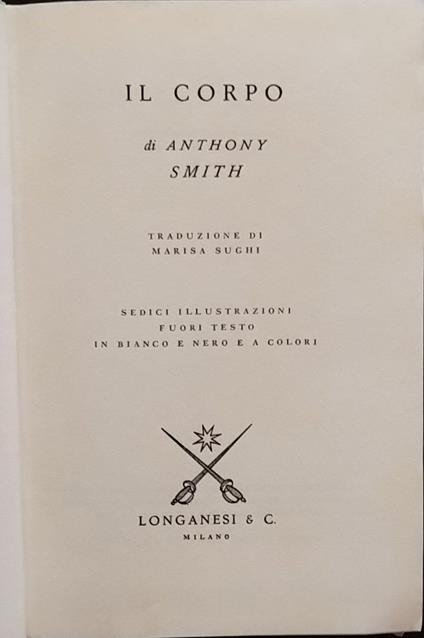 IL CORPO
di ANTHONY
SMITH
TRADUZIONE DI
MARISA SUGHI
SEDICI ILLUSTRAZIONI
FUORI TESTO
IN BIANCO E NERO E A COLORI
LONGANESI & C.
MILANO